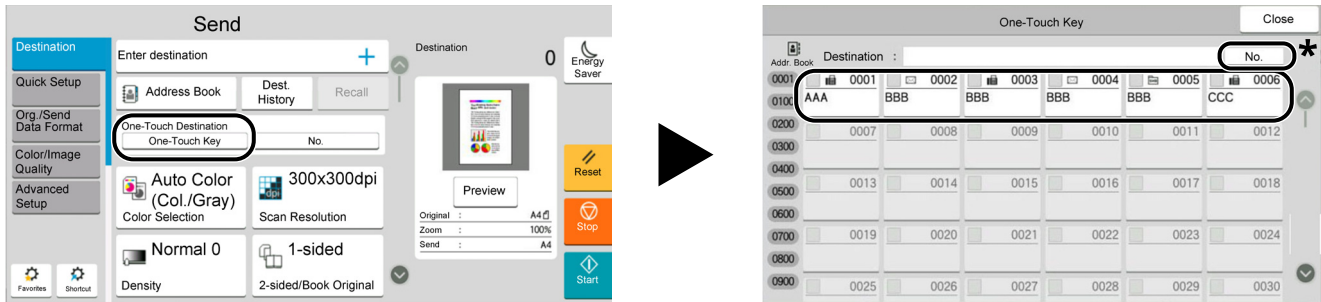 Send
Destination
Quick Setup
Org./Send
Data Format
Color/Image
Quality
Advanced
Setup
Favorites
Shortcut
Enter destination +
Address Book
Dest.
History
Recall
One-Touch Destination
One-Touch Key
No.
Auto Color
(Col./Gray)
Color Selection
dpi
300x300dpi
Scan Resolution
Normal 0
Density
1-sided
2-sided/Book Original
Destination 0
Preview
Original : A4
Zoom : 100%
Send : A4
Energy
Saver
Reset
Stop
Start
One-Touch Key
Close
Addr. Book
Destination :
No. *
0001
0100
0200
0300
0400
0500
0600
0700
0800
0900
0001 0002 0003 0004 0005 0006
AAA BBB BBB BBB BBB CCC
0007 0008 0009 0010 0011 0012
0013 0014 0015 0016 0017 0018
0019 0020 0021 0022 0023 0024
0025 0026 0027 0028 0029 0030